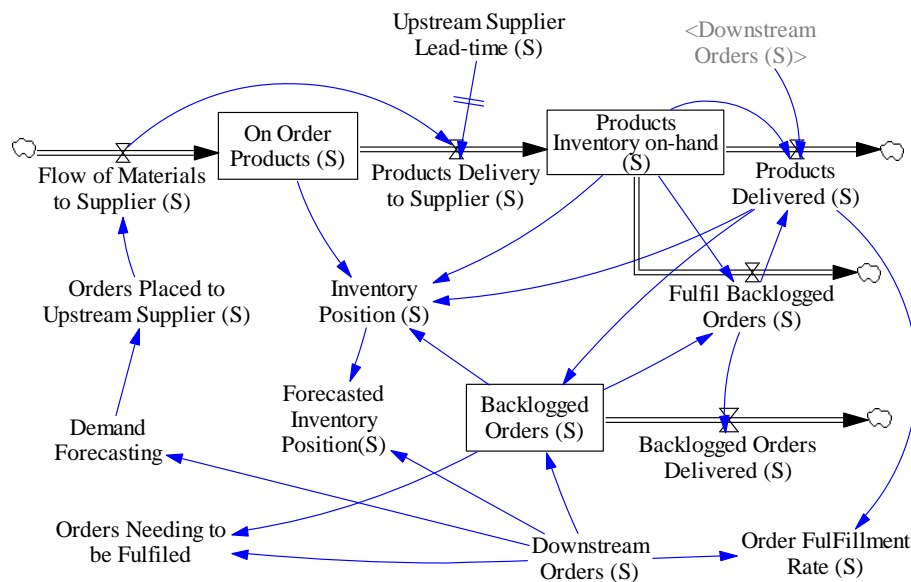 Upstream Supplier
Lead-time (S)
<Downstream
Orders (S)>
On Order
Products (S)
Products
Inventory on-hand
(S)
Flow of Materials
to Supplier (S)
Products Delivery
to Supplier (S)
Products
Delivered (S)
Orders Placed to
Upstream Supplier (S)
Inventory
Position (S)
Fulfil Backlogged
Orders (S)
Forecasted
Inventory
Position(S)
Backlogged
Orders (S)
Demand
Forecasting
Backlogged Orders
Delivered (S)
Orders Needing to
be Fulfiled
Downstream
Orders (S)
Order FulFillment
Rate (S)